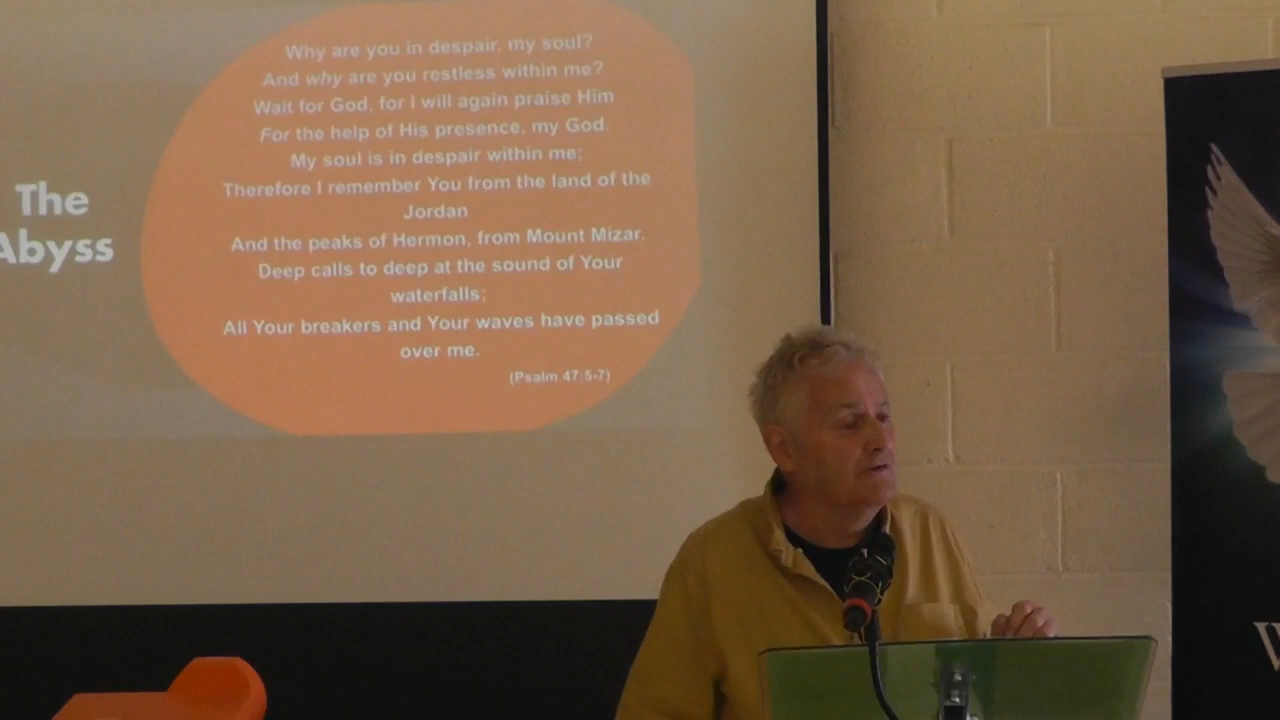 The
Abyss
Why are you in despair, my soul?
And why are you restless within me?
Wait for God, for I will again praise Him
For the help of His presence, my God.
My soul is in despair within me;
Therefore I remember You from the land of the
Jordan
And the peaks of Hermon, from Mount Mizar.
Deep calls to deep at the sound of Your
waterfalls;
All Your breakers and Your waves have passed
over me.
(Psalm 47:5-7)